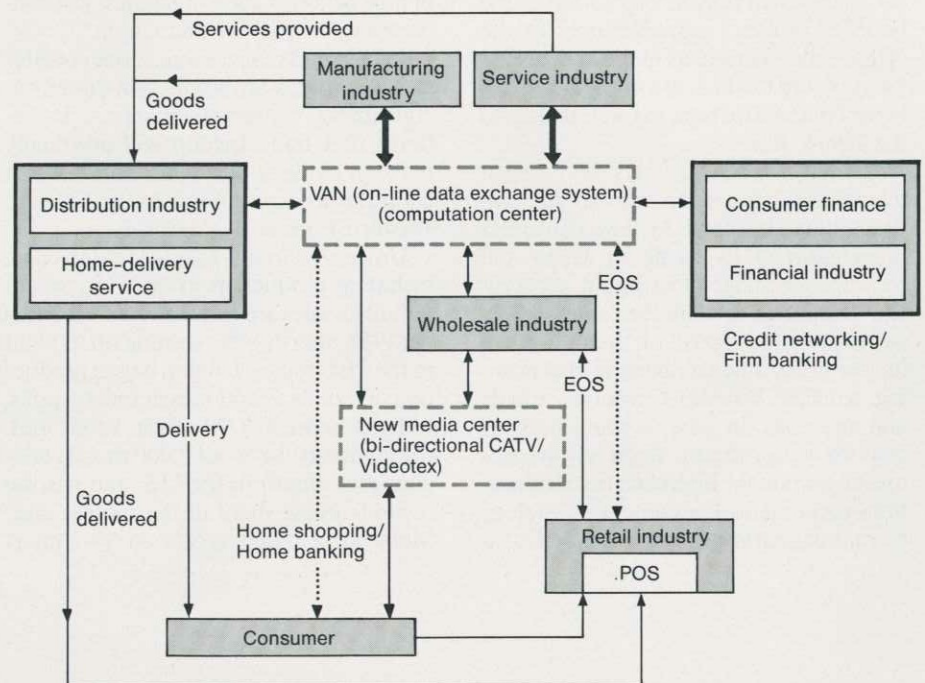 Services provided
Manufacturing
industry
Service industry
Goods
delivered
Distribution industry
Home-delivery
service
VAN (on-line data exchange system)
(computation center)
Consumer finance
Financial industry
EOS
Wholesale industry
Credit networking/
Firm banking
EOS
New media center
(bi-directional CATV/
Videotex)
Delivery
Goods
delivered
Home shopping/
Home banking
Retail industry
POS
Consumer